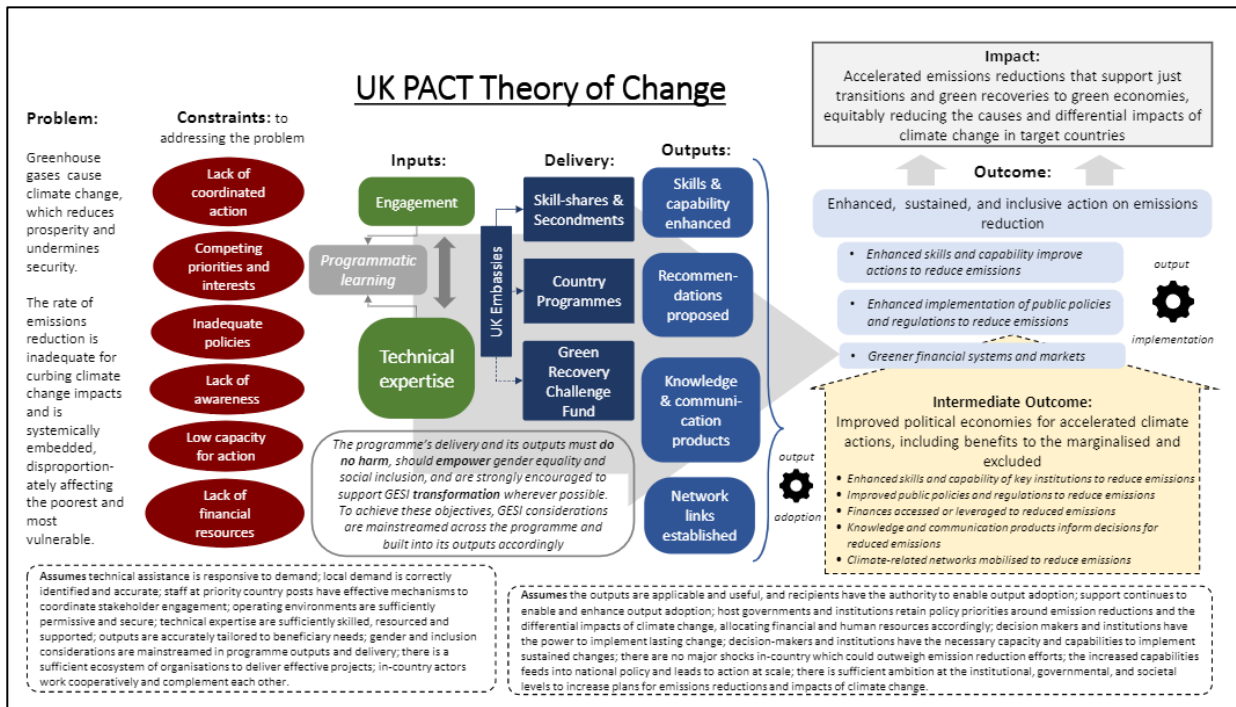 UK PACT Theory of Change
Problem:
Greenhouse
gases cause
climate change,
which reduces
prosperity and
undermines
security.
The rate of
emissions
reduction is
inadequate for
curbing climate
change impacts
and is
systemically
embedded,
disproportion-
ately affecting
the poorest and
most
vulnerable.
Constraints: to
addressing the problem
Lack of
coordinated
action
Competing
priorities and
interests
Inadequate
policies
Lack of
awareness
Low capacity
for action
Lack of
financial
resources
Inputs:
Engagement
Programmatic
learning
Technical
expertise
Delivery:
UK Embassies
Skill-shares &
Secondments
Country
Programmes
Green
Recovery
Challenge
Fund
Outputs:
Skills &
capability
enhanced
Recommen-
dations
proposed
Knowledge
& communi-
cation
products
Network
links
established
The programme's delivery and its outputs must do
no harm, should empower gender equality and
social inclusion, and are strongly encouraged to
support GESI transformation wherever possible.
To achieve these objectives, GESI considerations
are mainstreamed across the programme and
built into its outputs accordingly
output
adoption
Impact:
Accelerated emissions reductions that support just
transitions and green recoveries to green economies,
equitably reducing the causes and differential impacts of
climate change in target countries
Outcome:
Enhanced, sustained, and inclusive action on emissions
reduction
• Enhanced skills and capability improve
actions to reduce emissions
• Enhanced implementation of public policies
and regulations to reduce emissions
• Greener financial systems and markets
output
implementation
Intermediate Outcome:
Improved political economies for accelerated climate
actions, including benefits to the marginalised and
excluded
• Enhanced skills and capability of key institutions to reduce emissions
• Improved public policies and regulations to reduce emissions
• Finances accessed or leveraged to reduced emissions
• Knowledge and communication products inform decisions for
reduced emissions
• Climate-related networks mobilised to reduce emissions
Assumes technical assistance is responsive to demand; local demand is correctly
identified and accurate; staff at priority country posts have effective mechanisms to
coordinate stakeholder engagement; operating environments are sufficiently
permissive and secure; technical expertise are sufficiently skilled, resourced and
supported; outputs are accurately tailored to beneficiary needs; gender and inclusion
considerations are mainstreamed in programme outputs and delivery; there is a
sufficient ecosystem of organisations to deliver effective projects; in-country actors
work cooperatively and complement each other.
Assumes the outputs are applicable and useful, and recipients have the authority to enable output adoption; support continues to
enable and enhance output adoption; host governments and institutions retain policy priorities around emission reductions and the
differential impacts of climate change, allocating financial and human resources accordingly; decision makers and institutions have
the power to implement lasting change; decision-makers and institutions have the necessary capacity and capabilities to implement
sustained changes; there are no major shocks in-country which could outweigh emission reduction efforts; the increased capabilities
feeds into national policy and leads to action at scale; there is sufficient ambition at the institutional, governmental, and societal
levels to increase plans for emissions reductions and impacts of climate change.